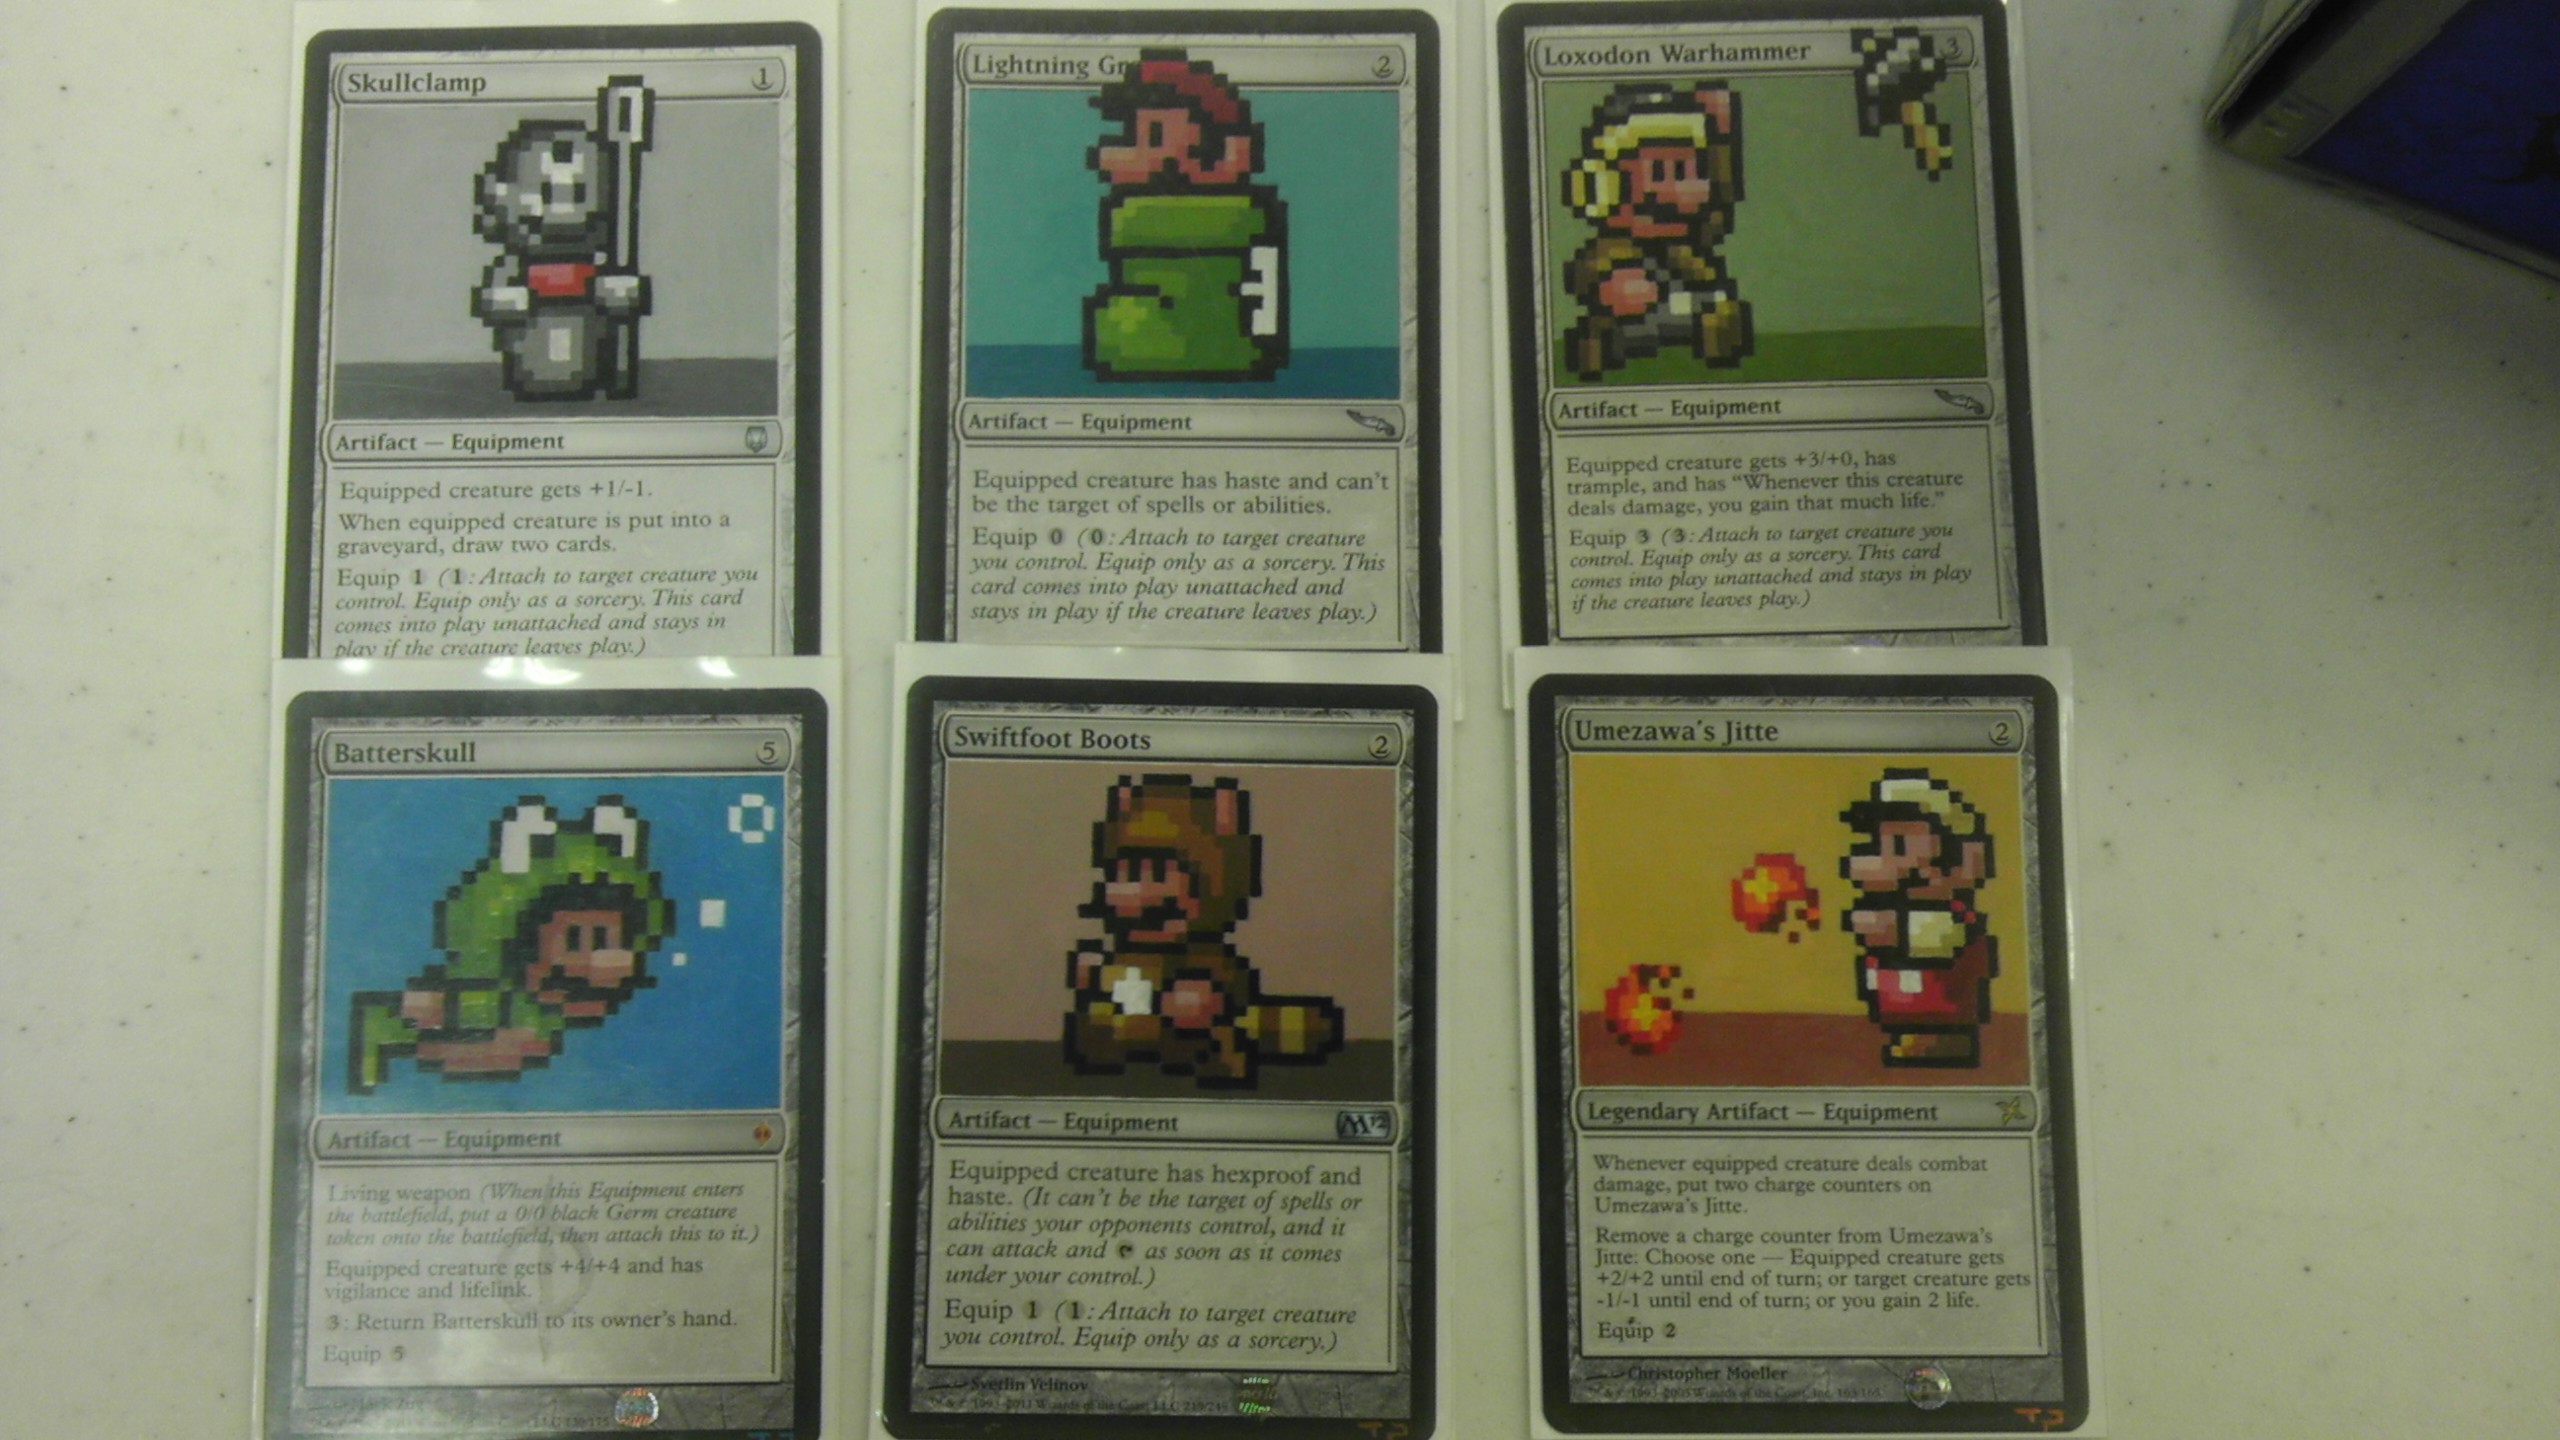 Skullclamp 1
Artifact — Equipment
Equipped creature gets +1/-1.
When equipped creature is put into a
graveyard, draw two cards.
Equip 1 (1: Attach to target creature you
control. Equip only as a sorcery. This card
comes into play unattached and stays in
play if the creature leaves play.)
Lightning Gr 2
Artifact — Equipment
Equipped creature has haste and can't
be the target of spells or abilities.
Equip 0 (0: Attach to target creature
you control. Equip only as a sorcery. This
card comes into play unattached and
stays in play if the creature leaves play.)
Loxodon Warhammer 3
Artifact — Equipment
Equipped creature gets +3/+0, has
trample, and has "Whenever this creature
deals damage, you gain that much life."
Equip 3 (3: Attach to target creature you
control. Equip only as a sorcery. This card
comes into play unattached and stays in play
if the creature leaves play.)
Batterskull 5
Artifact — Equipment
Living weapon (When this Equipment enters
the battlefield, put a 0/0 black Germ creature
token onto the battlefield, then attach this to it.)
Equipped creature gets +4/+4 and has
vigilance and lifelink.
3: Return Batterskull to its owner's hand.
Equip 5
Swiftfoot Boots 2
Artifact — Equipment M12
Equipped creature has hexproof and
haste. (It can't be the target of spells or
abilities your opponents control, and it
can attack and as soon as it comes
under your control.)
Equip 1 (1: Attach to target creature
you control. Equip only as a sorcery.)
Svetlin Velinov
Umezawa's Jitte 2
Legendary Artifact — Equipment
Whenever equipped creature deals combat
damage, put two charge counters on
Umezawa's Jitte.
Remove a charge counter from Umezawa's
Jitte: Choose one — Equipped creature gets
+2/+2 until end of turn; or target creature gets
-1/-1 until end of turn; or you gain 2 life.
Equip 2
Christopher Moeller
& © 1993-2005 Wizards of the Coast, Inc. 163/165